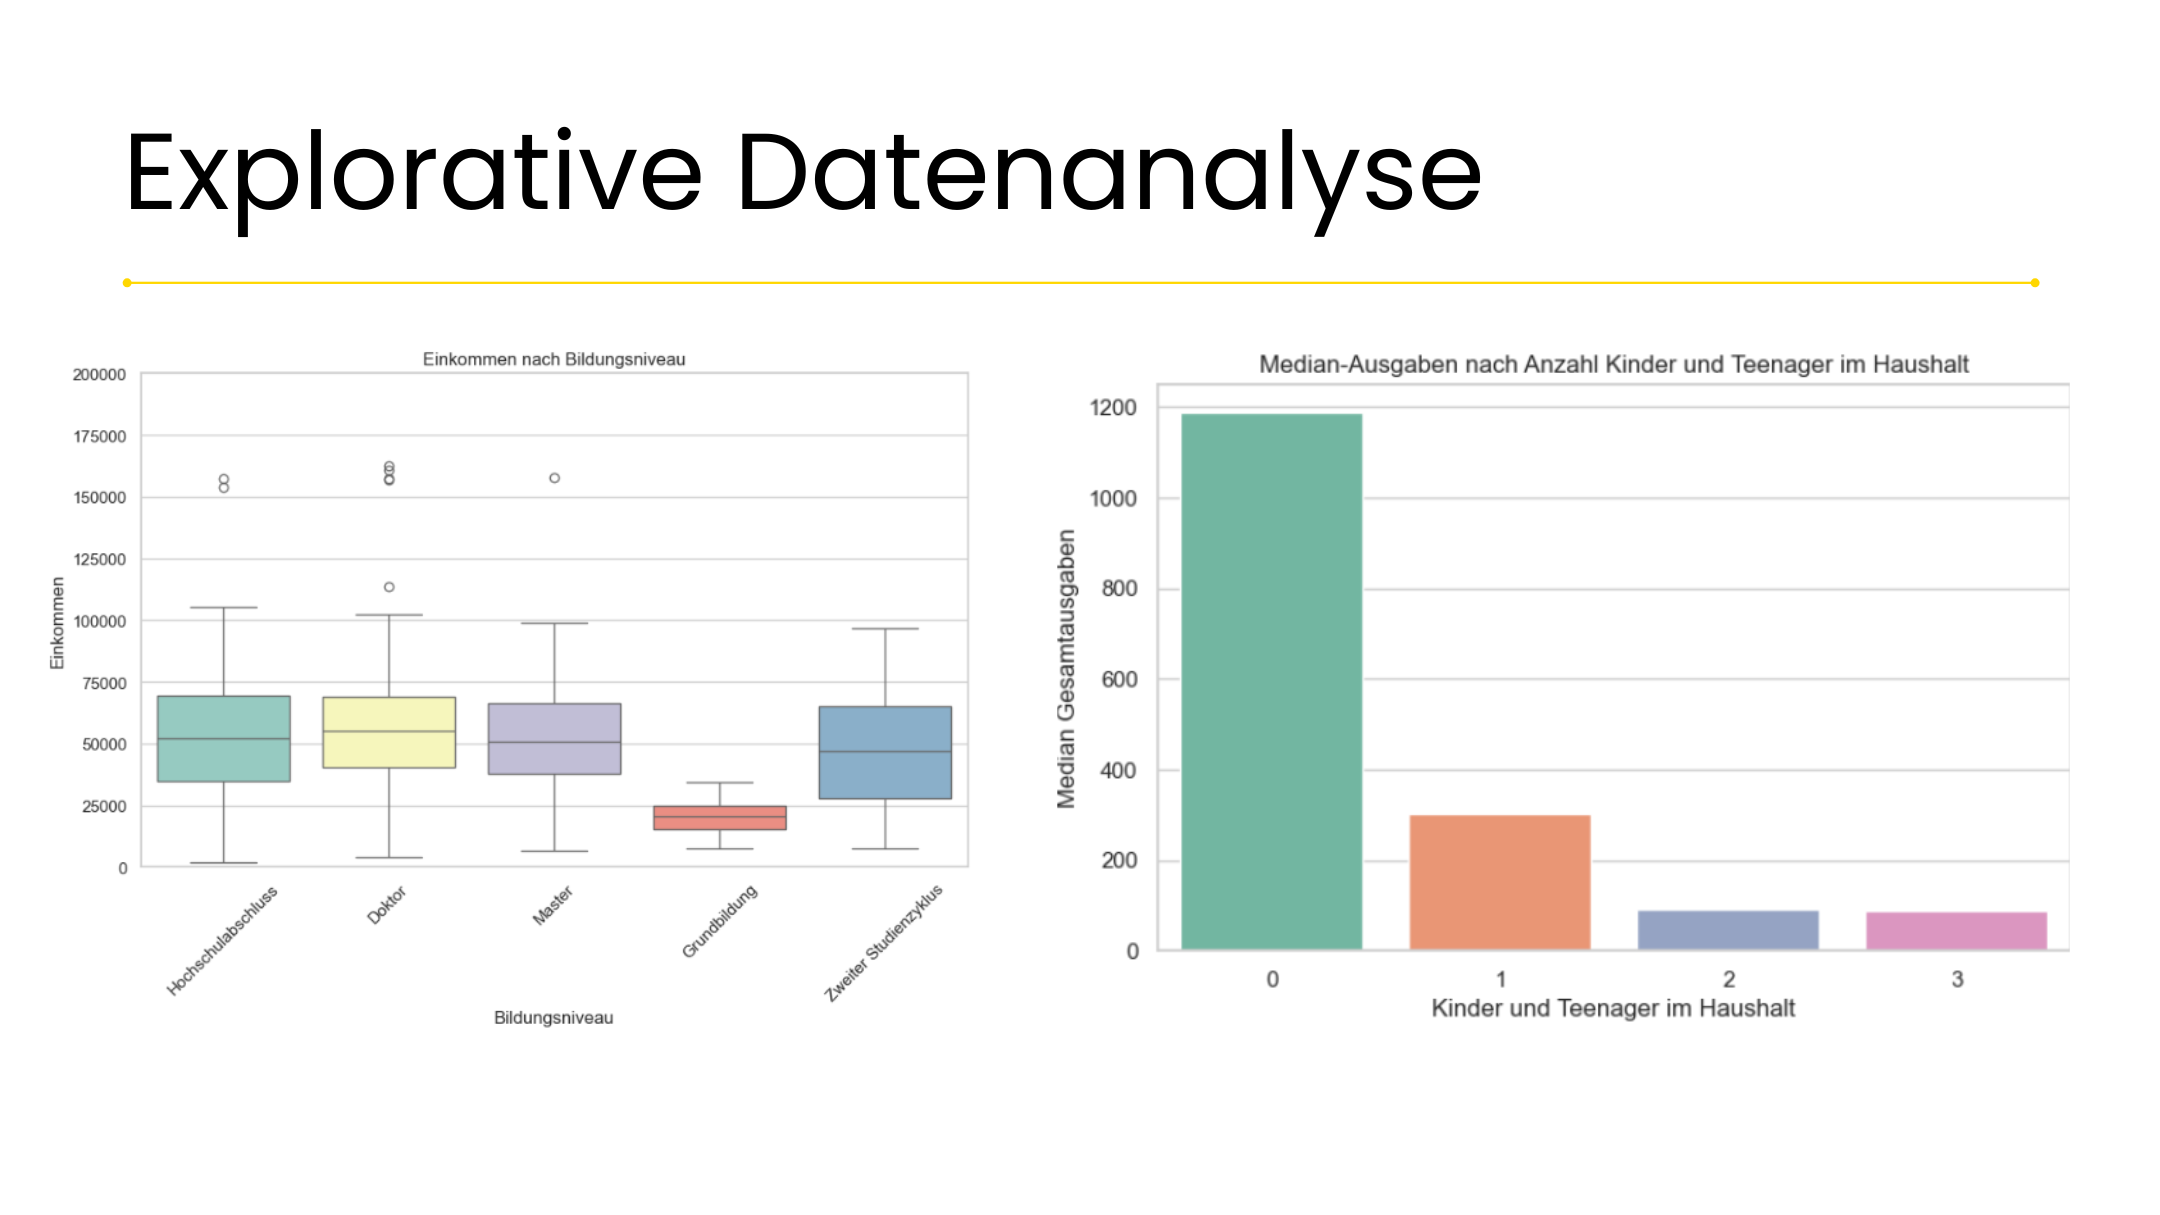 Explorative Datenanalyse
Einkommen nach Bildungsniveau
200000
175000
150000
125000
100000
75000
50000
25000
0
Einkommen
Hochschulabschluss
Doktor
Master
Grundbildung
Zweiter Studienzyklus
Bildungsniveau
Median-Ausgaben nach Anzahl Kinder und Teenager im Haushalt
1200
1000
800
600
400
200
0
Median Gesamtausgaben
0
1
2
3
Kinder und Teenager im Haushalt